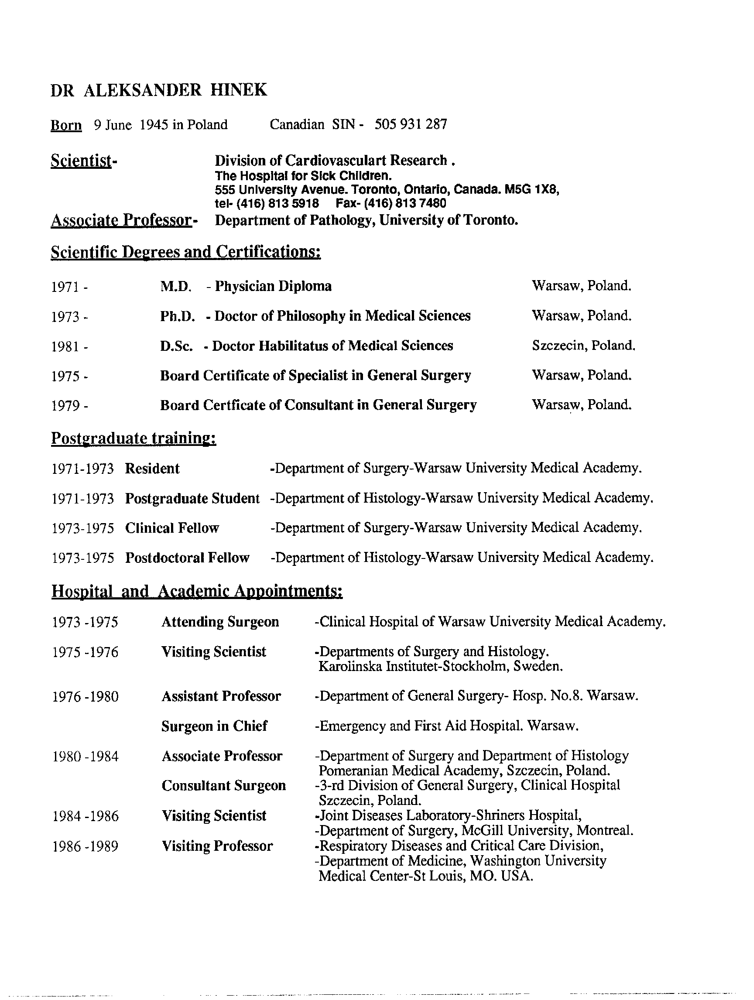 DR ALEKSANDER HINEK
Born 9 June 1945 in Poland Canadian SIN - 505 931 287
Scientist- Division of Cardiovasculart Research .
The Hospital for Sick Children.
555 University Avenue. Toronto, Ontario, Canada. M5G 1X8,
tel- (416) 813 5918 Fax- (416) 813 7480
Associate Professor- Department of Pathology, University of Toronto.
Scientific Degrees and Certifications:
1971 - M.D. - Physician Diploma Warsaw, Poland.
1973 - Ph.D. - Doctor of Philosophy in Medical Sciences Warsaw, Poland.
1981 - D.Sc. - Doctor Habilitatus of Medical Sciences Szczecin, Poland.
1975 - Board Certificate of Specialist in General Surgery Warsaw, Poland.
1979 - Board Certficate of Consultant in General Surgery Warsaw, Poland.
Postgraduate training:
1971-1973 Resident -Department of Surgery-Warsaw University Medical Academy.
1971-1973 Postgraduate Student -Department of Histology-Warsaw University Medical Academy.
1973-1975 Clinical Fellow -Department of Surgery-Warsaw University Medical Academy.
1973-1975 Postdoctoral Fellow -Department of Histology-Warsaw University Medical Academy.
Hospital and Academic Appointments:
1973 -1975 Attending Surgeon -Clinical Hospital of Warsaw University Medical Academy.
1975 -1976 Visiting Scientist -Departments of Surgery and Histology.
Karolinska Institutet-Stockholm, Sweden.
1976 -1980 Assistant Professor -Department of General Surgery- Hosp. No.8. Warsaw.
Surgeon in Chief -Emergency and First Aid Hospital. Warsaw.
1980 -1984 Associate Professor -Department of Surgery and Department of Histology
Pomeranian Medical Academy, Szczecin, Poland.
Consultant Surgeon -3-rd Division of General Surgery, Clinical Hospital
Szczecin, Poland.
1984 -1986 Visiting Scientist -Joint Diseases Laboratory-Shriners Hospital,
-Department of Surgery, McGill University, Montreal.
1986 -1989 Visiting Professor -Respiratory Diseases and Critical Care Division,
-Department of Medicine, Washington University
Medical Center-St Louis, MO. USA.